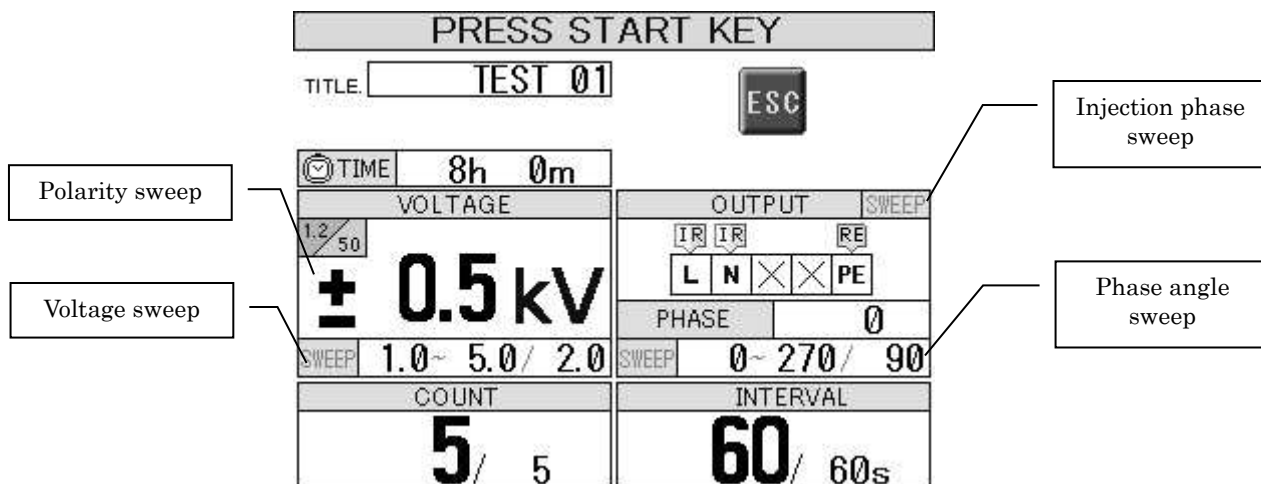 PRESS START KEY
TITLE. TEST 01
ESC
Injection phase
sweep
TIME 8h 0m
Polarity sweep
VOLTAGE
OUTPUT SWEEP
1.2/50
IR IR RE
L N PE
± 0.5 kV
Voltage sweep
Phase angle
sweep
PHASE 0
SWEEP 1.0~ 5.0/ 2.0
SWEEP 0~ 270/ 90
COUNT
INTERVAL
5/ 5
60/ 60s